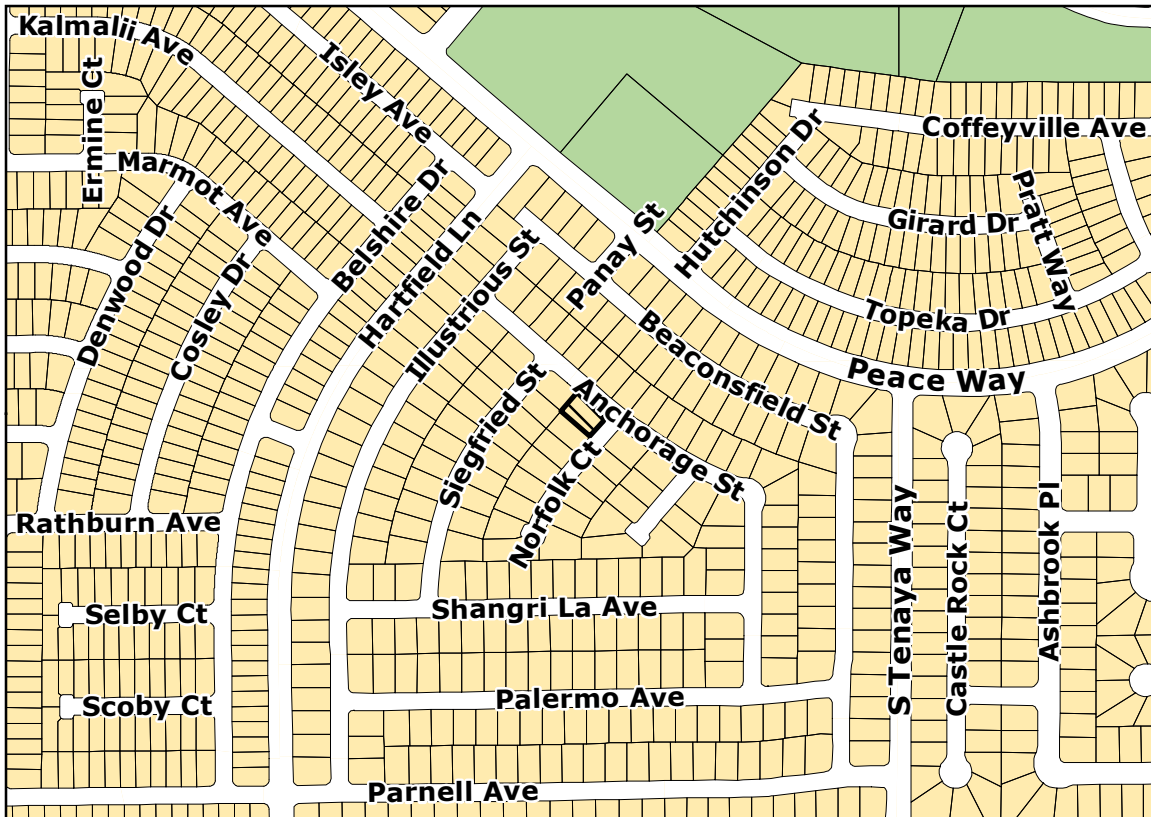 Kalmalii Ave
Isley Ave
Ermine Ct
Marmot Ave
Coffeyville Ave
Hutchinson Dr
Pratt Way
Girard Dr
Belshire Dr
Panay St
Denwood Dr
Cosley Dr
Hartfield Ln
Illustrious St
Topeka Dr
Beaconsfield St
Peace Way
Siegfried St
Anchorage St
Norfolk Ct
Rathburn Ave
S Tenaya Way
Castle Rock Ct
Ashbrook Pl
Selby Ct
Shangri La Ave
Scoby Ct
Palermo Ave
Parnell Ave